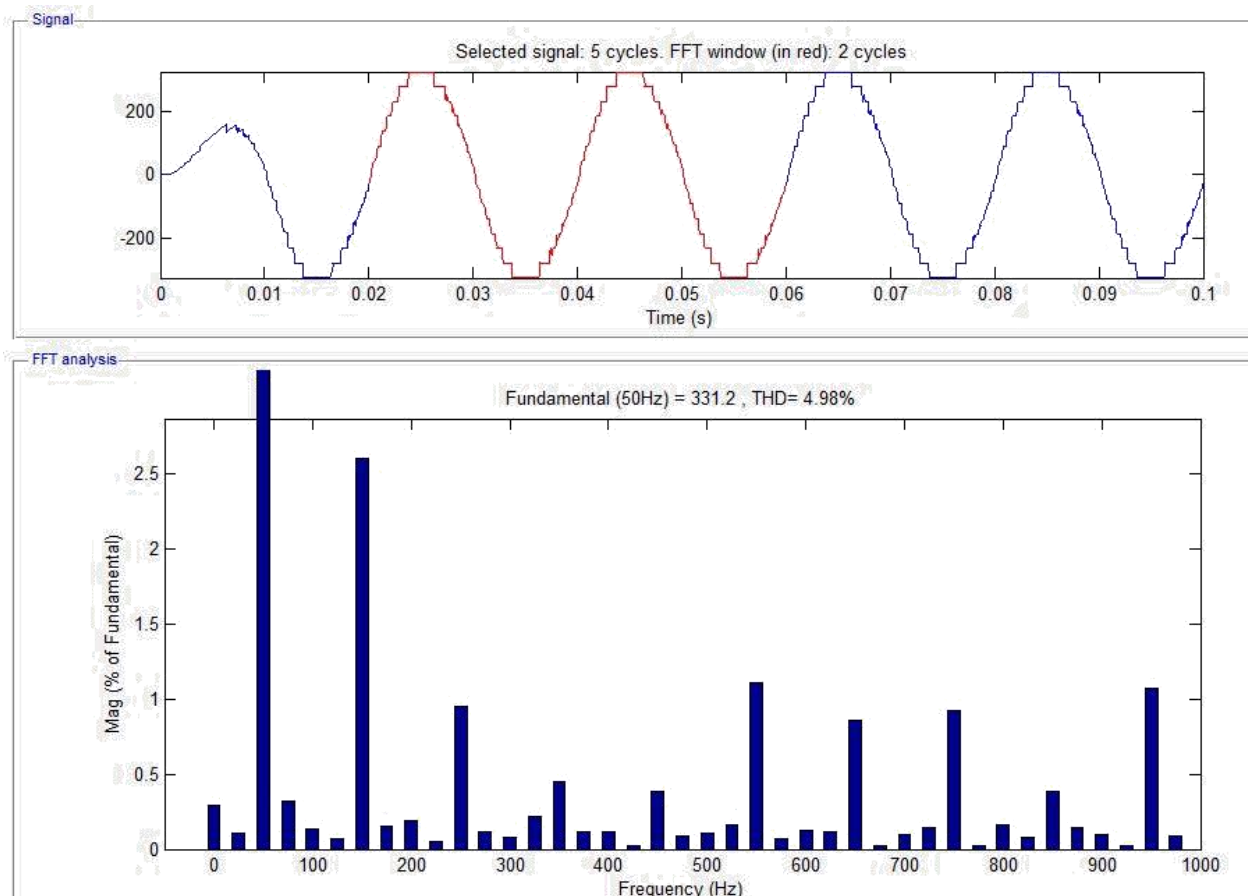 Signal
Selected signal: 5 cycles. FFT window (in red): 2 cycles
200
0
-200
0 0.01 0.02 0.03 0.04 0.05 0.06 0.07 0.08 0.09 0.1
Time (s)
FFT analysis
Fundamental (50Hz) = 331.2 , THD= 4.98%
Mag (% of Fundamental)
2.5
2
1.5
1
0.5
0
0 100 200 300 400 500 600 700 800 900 1000
Frequency (Hz)